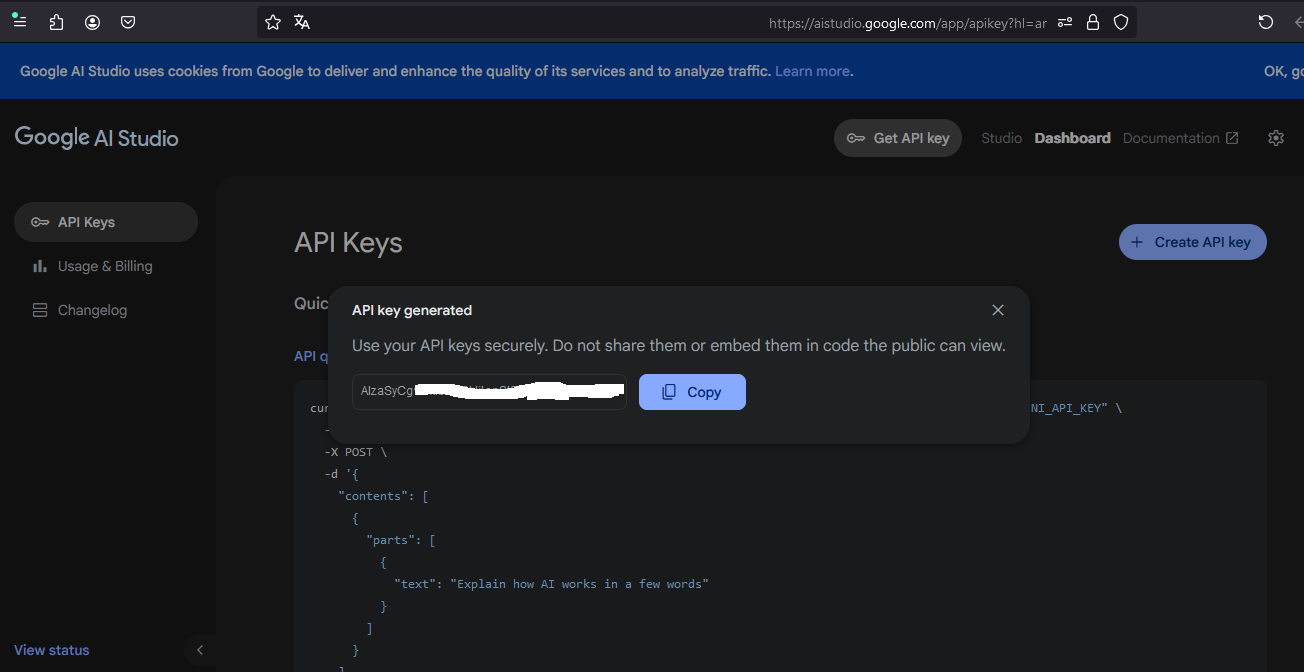 https://aistudio.google.com/app/apikey?hl=ar
Google AI Studio uses cookies from Google to deliver and enhance the quality of its services and to analyze traffic. Learn more.
OK, go
Google AI Studio
Get API key
Studio
Dashboard
Documentation
API Keys
Usage & Billing
Changelog
API Keys
Create API key
Quic
API key generated
Use your API keys securely. Do not share them or embed them in code the public can view.
API q
AIzaSyCg
Copy
cur
NI_API_KEY" \
-
-X POST \
-d '{
"contents": [
{
"parts": [
{
"text": "Explain how AI works in a few words"
}
]
}
]
View status